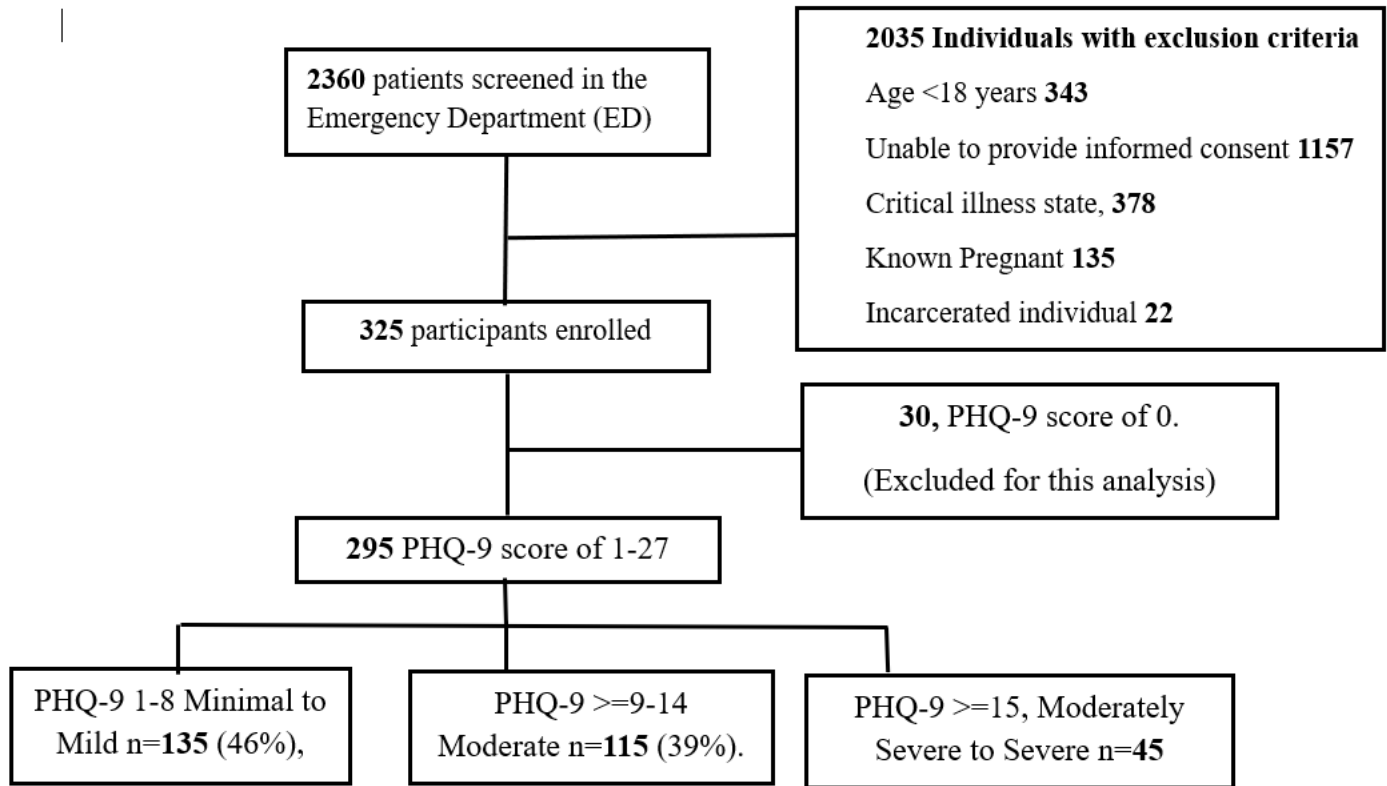 2360 patients screened in the
Emergency Department (ED)
2035 Individuals with exclusion criteria
Age <18 years 343
Unable to provide informed consent 1157
Critical illness state, 378
Known Pregnant 135
Incarcerated individual 22
325 participants enrolled
30, PHQ-9 score of 0.
(Excluded for this analysis)
295 PHQ-9 score of 1-27
PHQ-9 1-8 Minimal to
Mild n=135 (46%),
PHQ-9 >=9-14
Moderate n=115 (39%).
PHQ-9 >=15, Moderately
Severe to Severe n=45